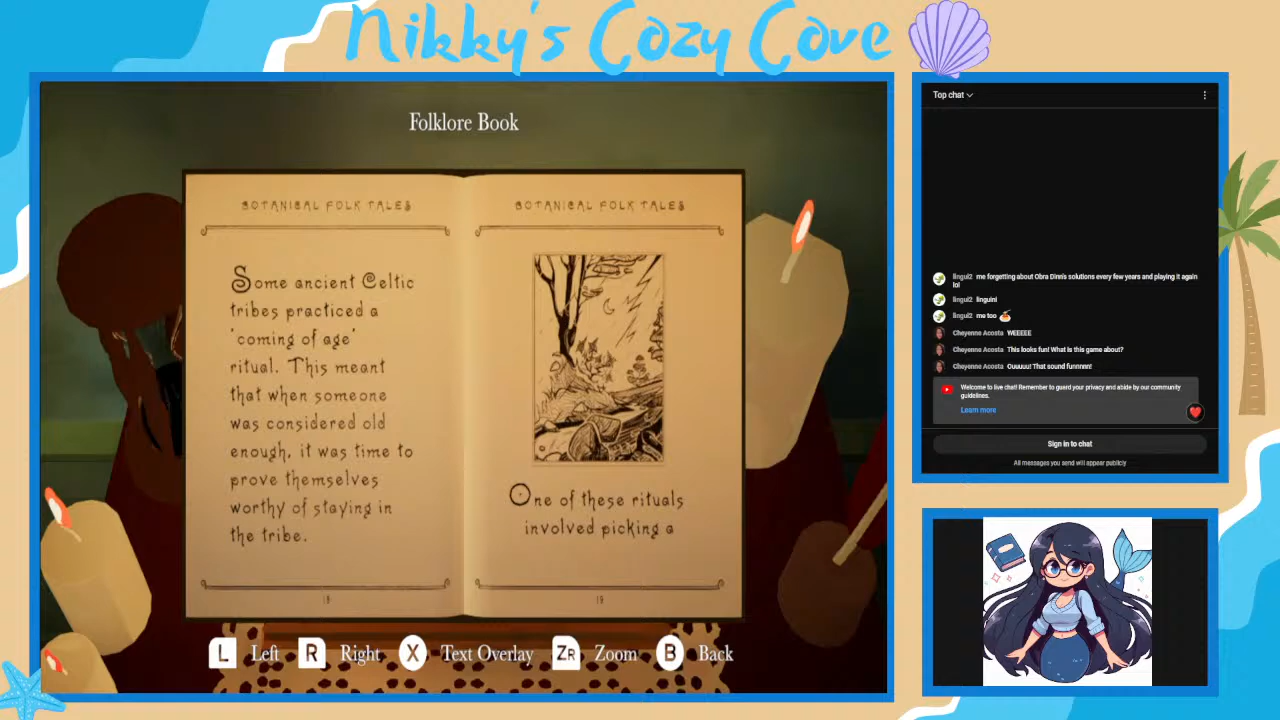 Nikky's Cozy Cove
Folklore Book
BOTANICAL FOLK TALES
Some ancient Celtic
tribes practiced a
'coming of age'
ritual. This meant
that when someone
was considered old
enough, it was time to
prove themselves
worthy of staying in
the tribe.
18
BOTANICAL FOLK TALES
One of these rituals
involved picking a
19
L Left R Right X Text Overlay ZR Zoom B Back
Top chat
lingui2 me forgetting about Obra Dinn's solutions every few years and playing it again
lol
lingui2 linguini
lingui2 me too
Cheyenne Acosta WEEEEE
Cheyenne Acosta This looks fun! What is this game about?
Cheyenne Acosta Ouuuu! That sound funnnnn!
Welcome to live chat! Remember to guard your privacy and abide by our community
guidelines.
Learn more
Sign in to chat
All messages you send will appear publicly